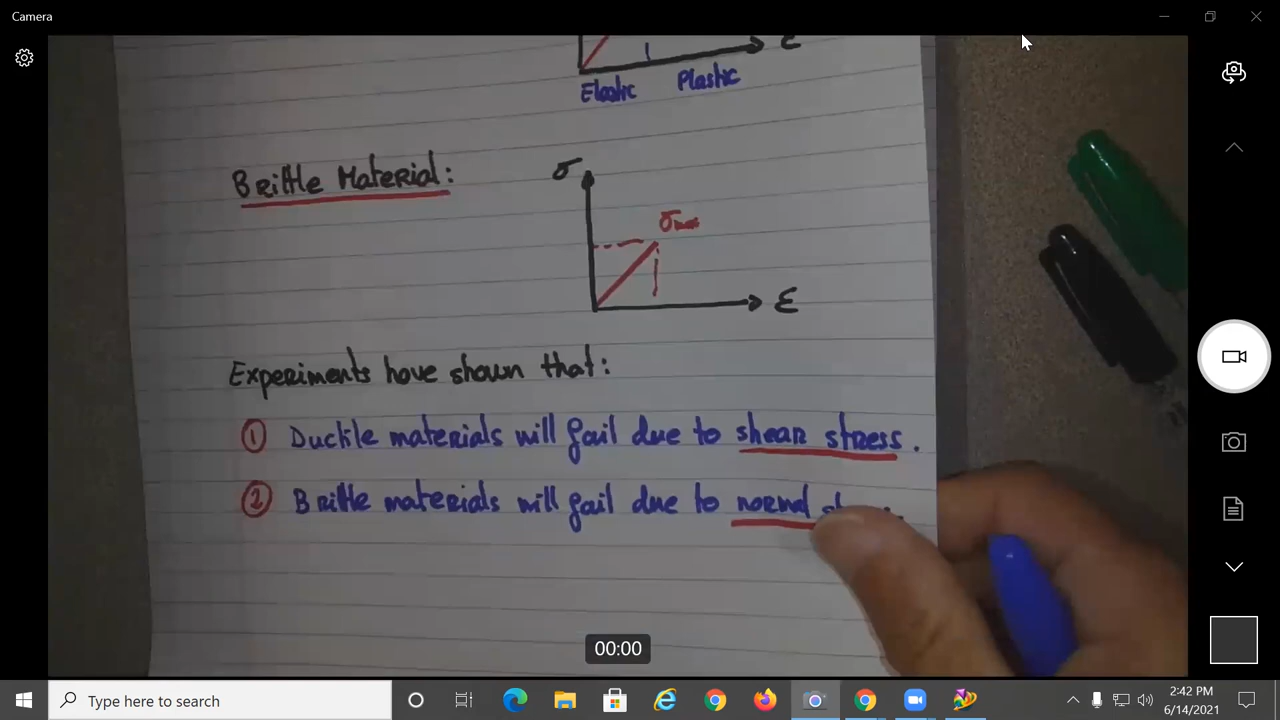 Camera
ε
Elastic Plastic
Brittle Material:
σ
ε
Experiments have shown that:
① Ductile materials will fail due to shear stress.
② Brittle materials will fail due to normal
00:00
Type here to search
2:42 PM
6/14/2021